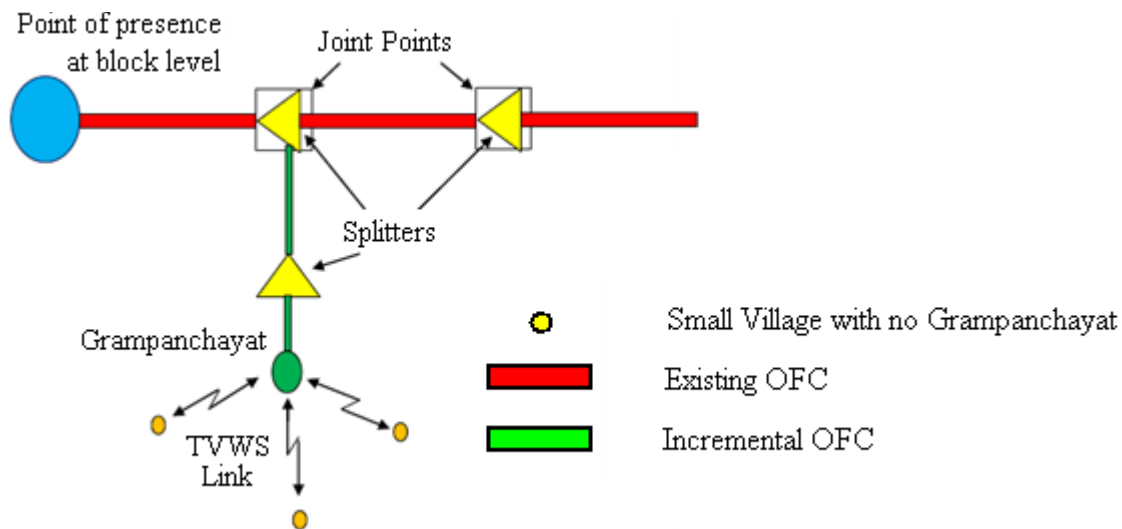 Point of presence
at block level
Joint Points
Splitters
Grampanchayat
TVWS
Link
Small Village with no Grampanchayat
Existing OFC
Incremental OFC